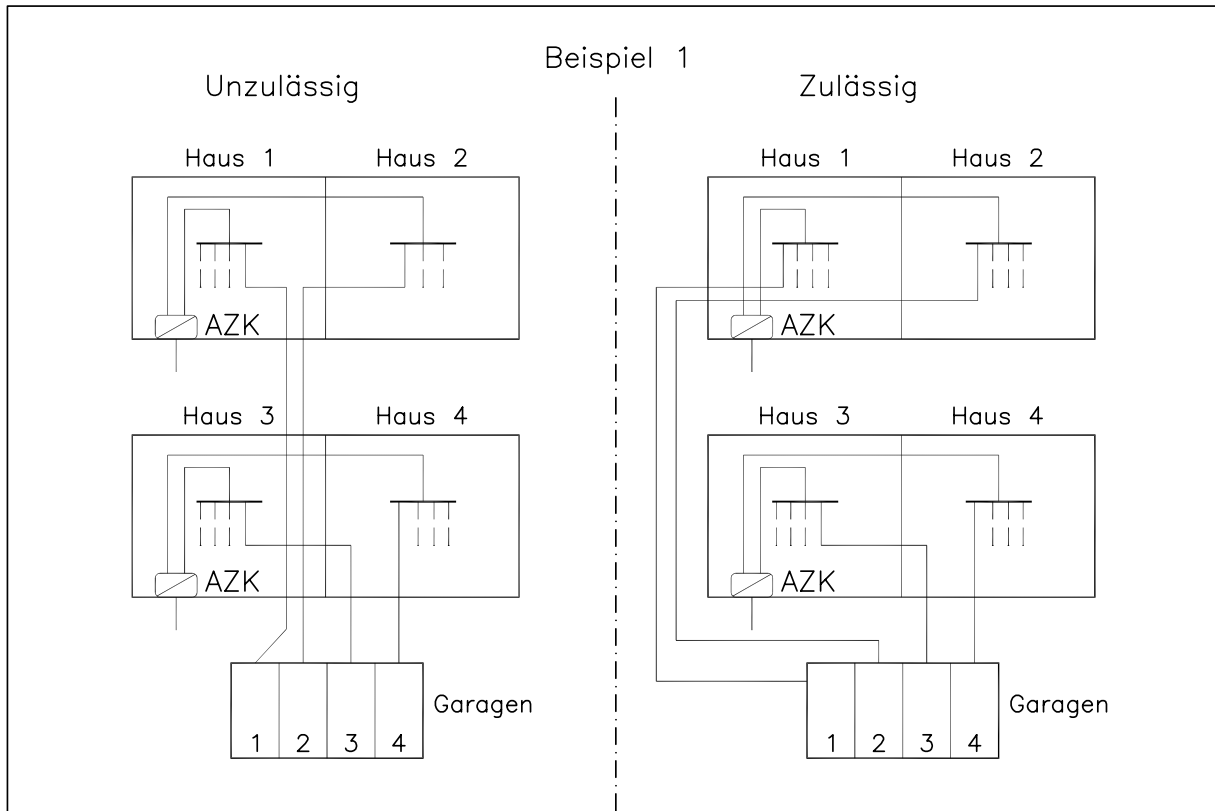 Beispiel 1
Unzulässig
Haus 1 Haus 2
AZK
Haus 3 Haus 4
AZK
Garagen
1 2 3 4
Zulässig
Haus 1 Haus 2
AZK
Haus 3 Haus 4
AZK
Garagen
1 2 3 4